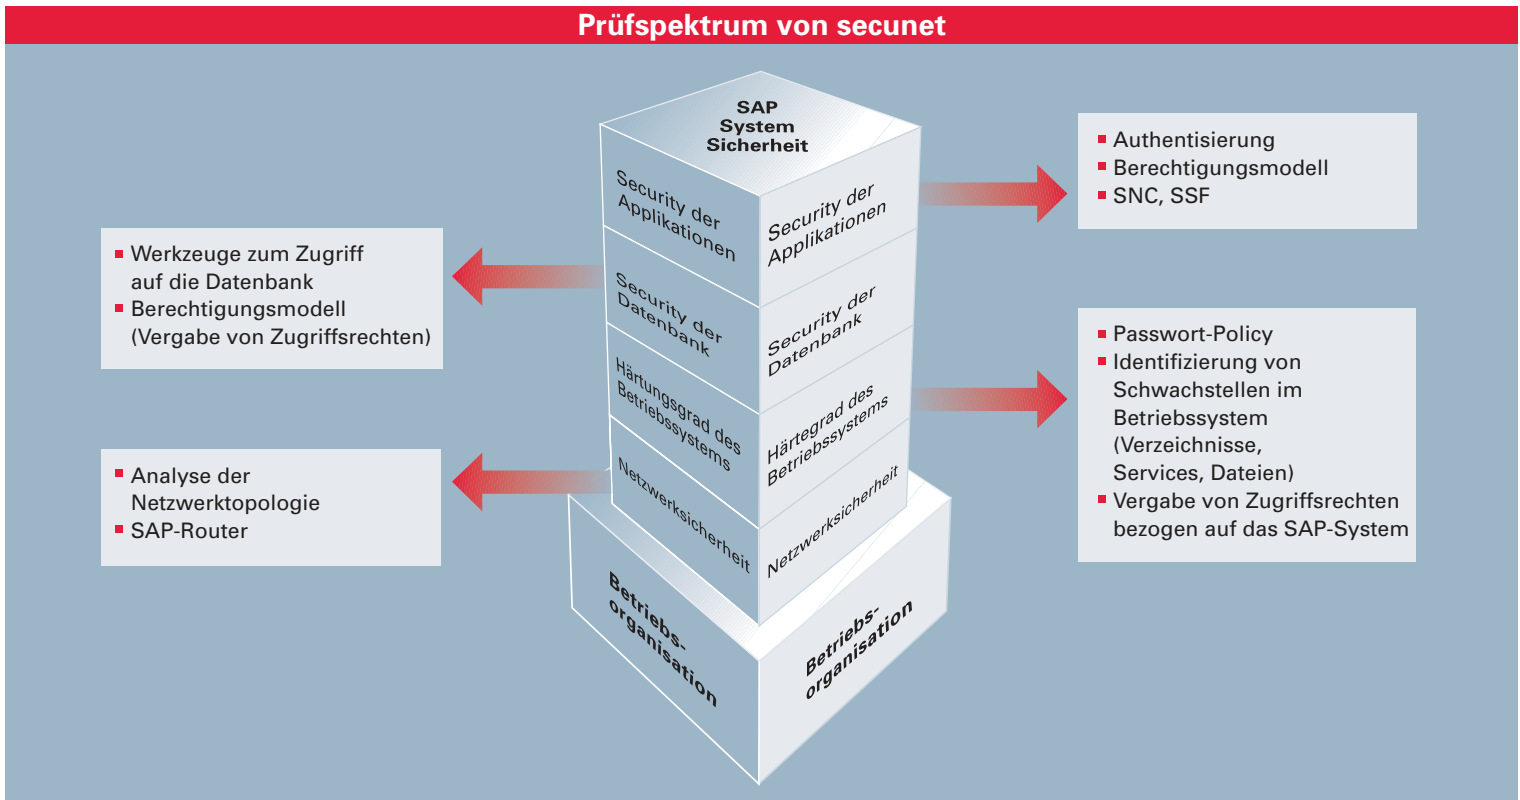 Prüfspektrum von secunet
SAP
System
Sicherheit
Security der
Applikationen
Security der
Datenbank
Härtungsgrad des
Betriebssystems
Netzwerksicherheit
Betriebs-
organisation
Security der
Applikationen
Security der
Datenbank
Härtegrad des
Betriebssystems
Netzwerksicherheit
Betriebs-
organisation
Werkzeuge zum Zugriff
auf die Datenbank
Berechtigungsmodell
(Vergabe von Zugriffsrechten)
Analyse der
Netzwerktopologie
SAP-Router
Authentisierung
Berechtigungsmodell
SNC, SSF
Passwort-Policy
Identifizierung von
Schwachstellen im
Betriebssystem
(Verzeichnisse,
Services, Dateien)
Vergabe von Zugriffsrechten
bezogen auf das SAP-System